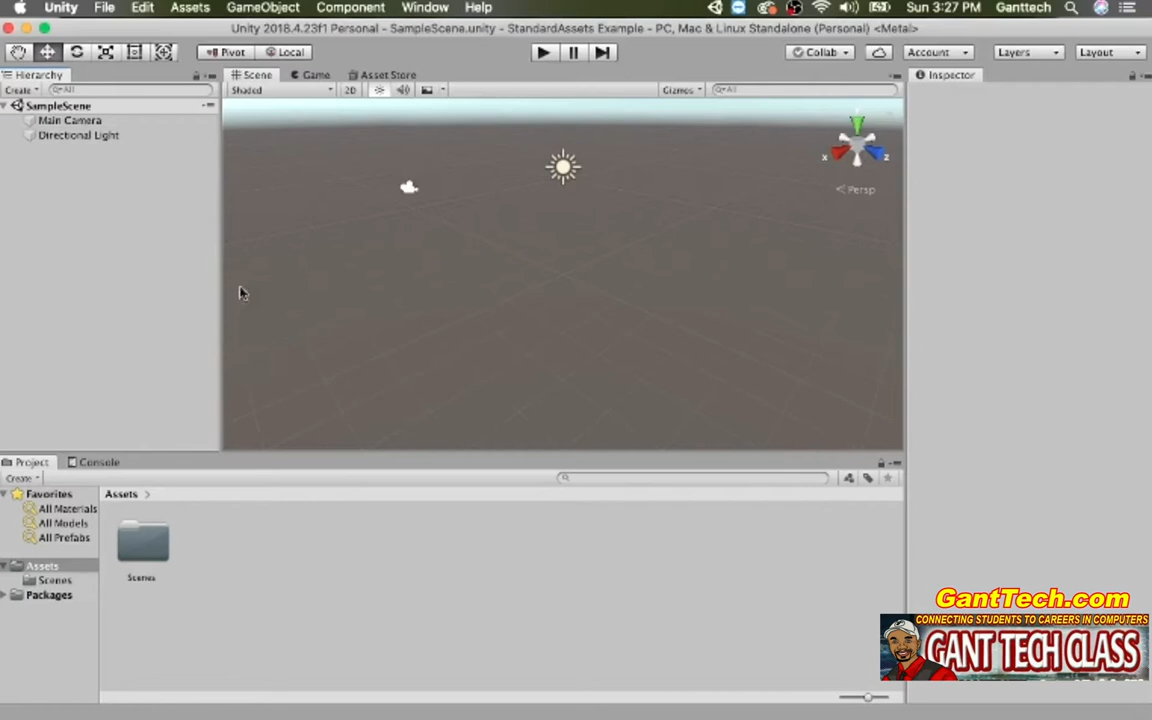 Unity File Edit Assets GameObject Component Window Help Sun 3:27 PM Ganttech
Unity 2018.4.23f1 Personal - SampleScene.unity - StandardAssets Example - PC, Mac & Linux Standalone (Personal) <Metal>
Pivot Local Collab Account Layers Layout
Hierarchy Scene Game Asset Store Inspector
Create All Shaded 2D Gizmos All
SampleScene
Main Camera
Directional Light
x z
Persp
Project Console
Create
Favorites Assets
All Materials
All Models
All Prefabs
Assets
Scenes Scenes
Packages
GantTech.com
CONNECTING STUDENTS TO CAREERS IN COMPUTERS
GANT TECH CLASS